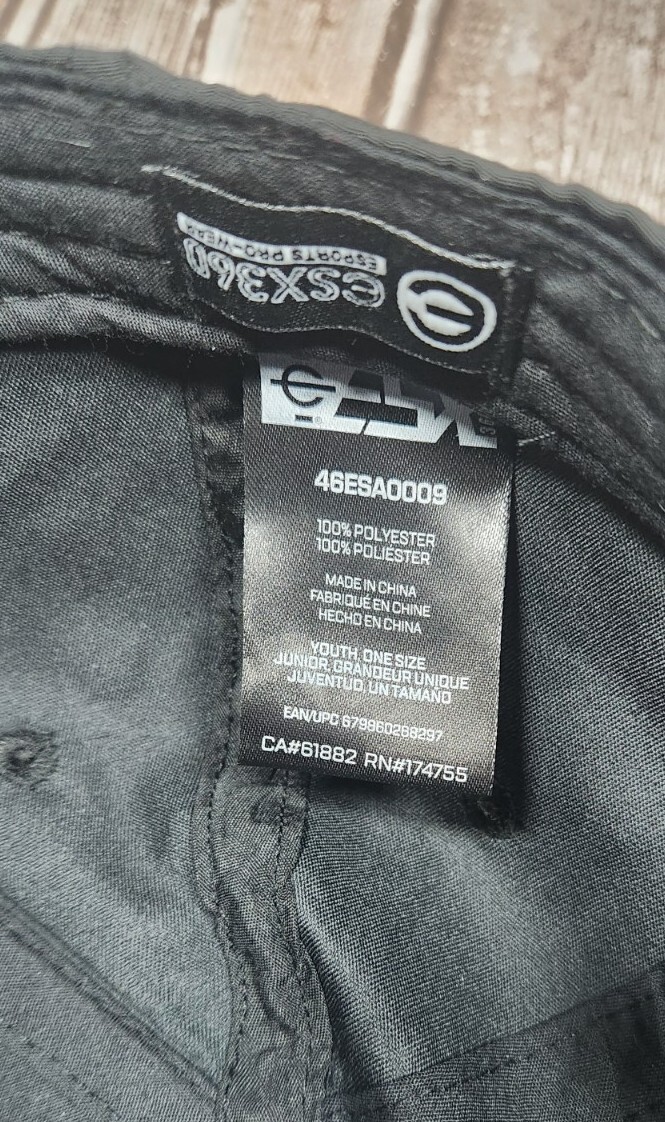 esx360
ESPORTS PRO-WEAR
46ESA0009
100% POLYESTER
100% POLIÉSTER
MADE IN CHINA
FABRIQUÉ EN CHINE
HECHO EN CHINA
YOUTH, ONE SIZE
JUNIOR, GRANDEUR UNIQUE
JUVENTUD, UN TAMANO
EAN/UPC 679860268297
CA#61882 RN#174755